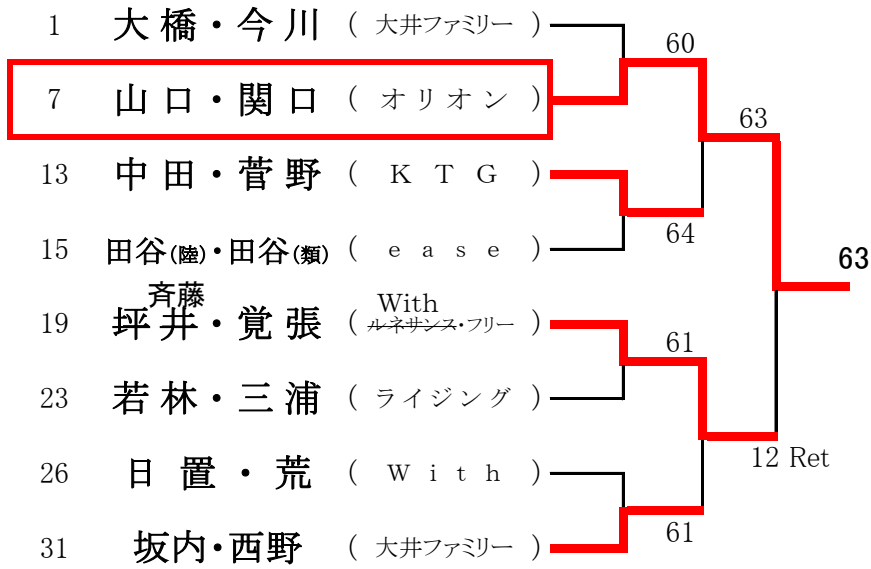 1 大橋・今川 ( 大井ファミリー )
60
7 山口・関口 ( オリオン )
63
13 中田・菅野 ( KTG )
64
15 田谷(陸)・田谷(類) ( ease )
63
斉藤 With
19 坪井・覚張 ( ルネサンス・フリー )
61
23 若林・三浦 ( ライジング )
12 Ret
26 日置・荒 ( With )
61
31 坂内・西野 ( 大井ファミリー )